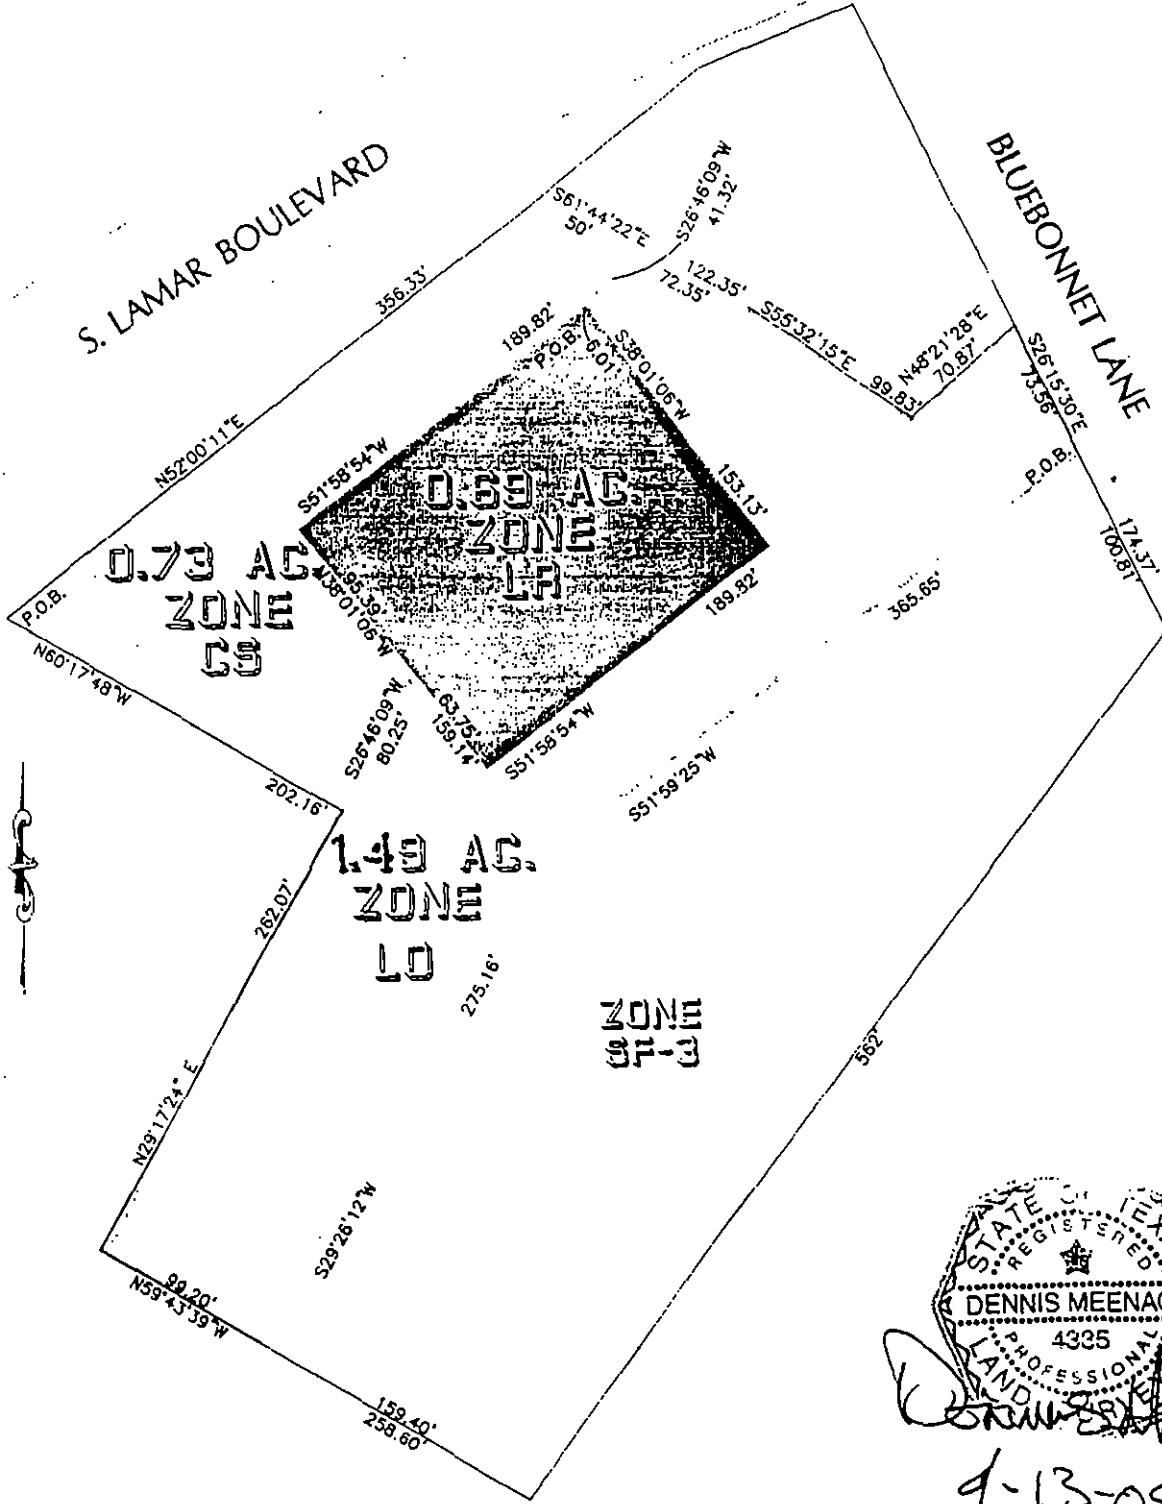 S. LAMAR BOULEVARD
BLUEBONNET LANE
S61°44'22"E
50'
S26°46'09"W
41.32'
122.35'
72.35'
S55°32'15"E
99.83'
N48°21'28"E
70.87'
S26°15'30"E
73.56'
P.O.B.
174.37'
100.81'
356.33'
N52°00'11"E
189.82'
P.O.B.
6.01'
S38°01'06"W
153.13'
S51°58'54"W
0.69 AC.
ZONE
LR
95.39'
N38°01'06"W
63.75'
159.14'
189.82'
S51°58'54"W
0.73 AC.
ZONE
CS
P.O.B.
N60°17'48"W
202.16'
S26°46'09"W
80.25'
365.65'
S51°59'25"W
1.49 AC.
ZONE
LO
262.07'
N29°17'24" E
275.16'
S29°26'12"W
ZONE
SF-3
562'
99.20'
N59°43'39"W
159.40'
258.60'
STATE OF TEX
REGISTERED
DENNIS MEENAG
4335
PROFESSIONAL
LAND